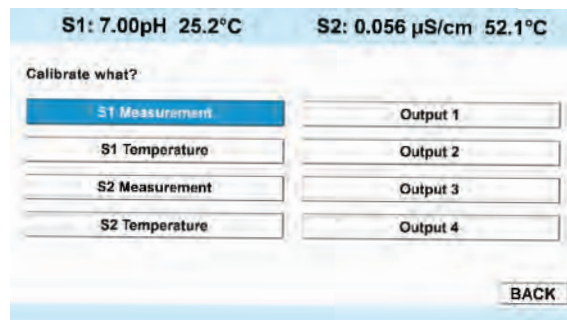 S1: 7.00pH 25.2°C S2: 0.056 µS/cm 52.1°C
Calibrate what?
S1 Measurement Output 1
S1 Temperature Output 2
S2 Measurement Output 3
S2 Temperature Output 4
BACK